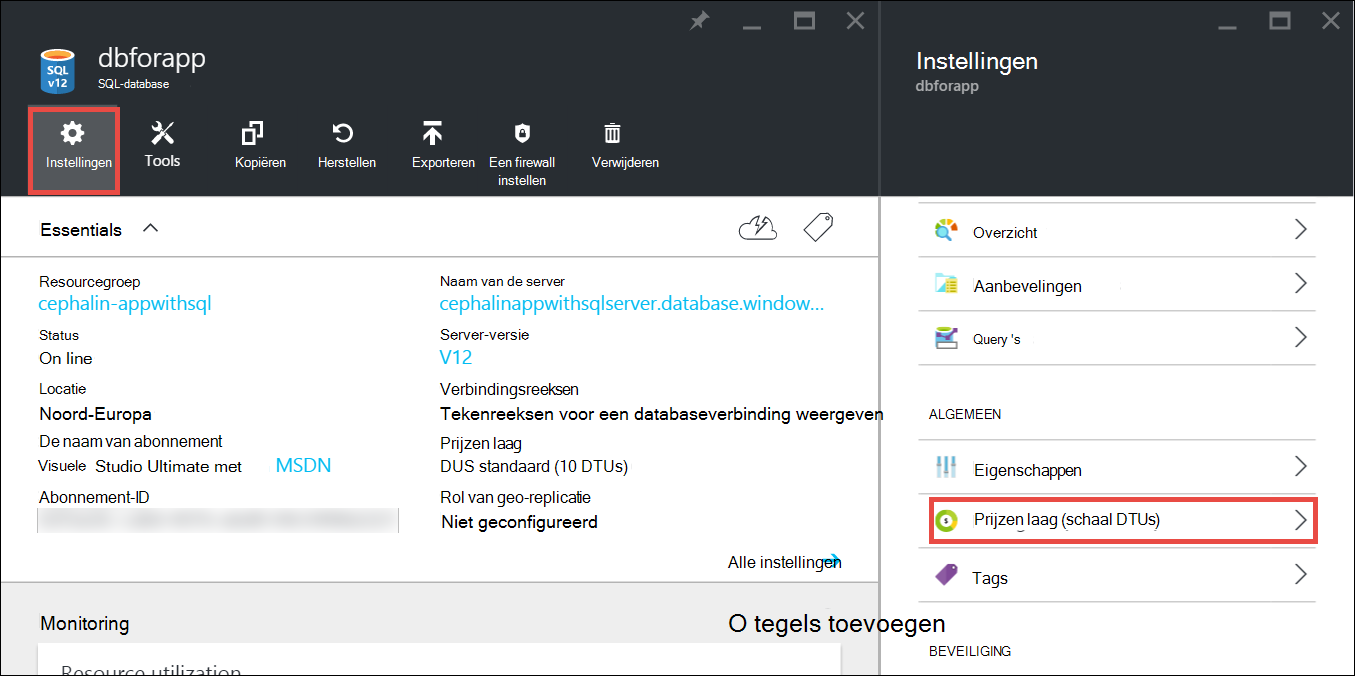 dbforapp
SQL
v12
SQL-database
Instellingen
Tools
Kopiëren
Herstellen
Exporteren
Een firewall
instellen
Verwijderen
Essentials
Resourcegroep
cephalin-appwithsql
Status
On line
Locatie
Noord-Europa
De naam van abonnement
Visuele Studio Ultimate met MSDN
Abonnement-ID
Naam van de server
cephalinappwithsqlserver.database.window...
Server-versie
V12
Verbindingsreeksen
Tekenreeksen voor een databaseverbinding weergeven
Prijzen laag
DUS standaard (10 DTUs)
Rol van geo-replicatie
Niet geconfigureerd
Alle instellingen
Monitoring
O tegels toevoegen
Resource utilization
Instellingen
dbforapp
Overzicht
Aanbevelingen
Query 's
ALGEMEEN
Eigenschappen
Prijzen laag (schaal DTUs)
Tags
BEVEILIGING